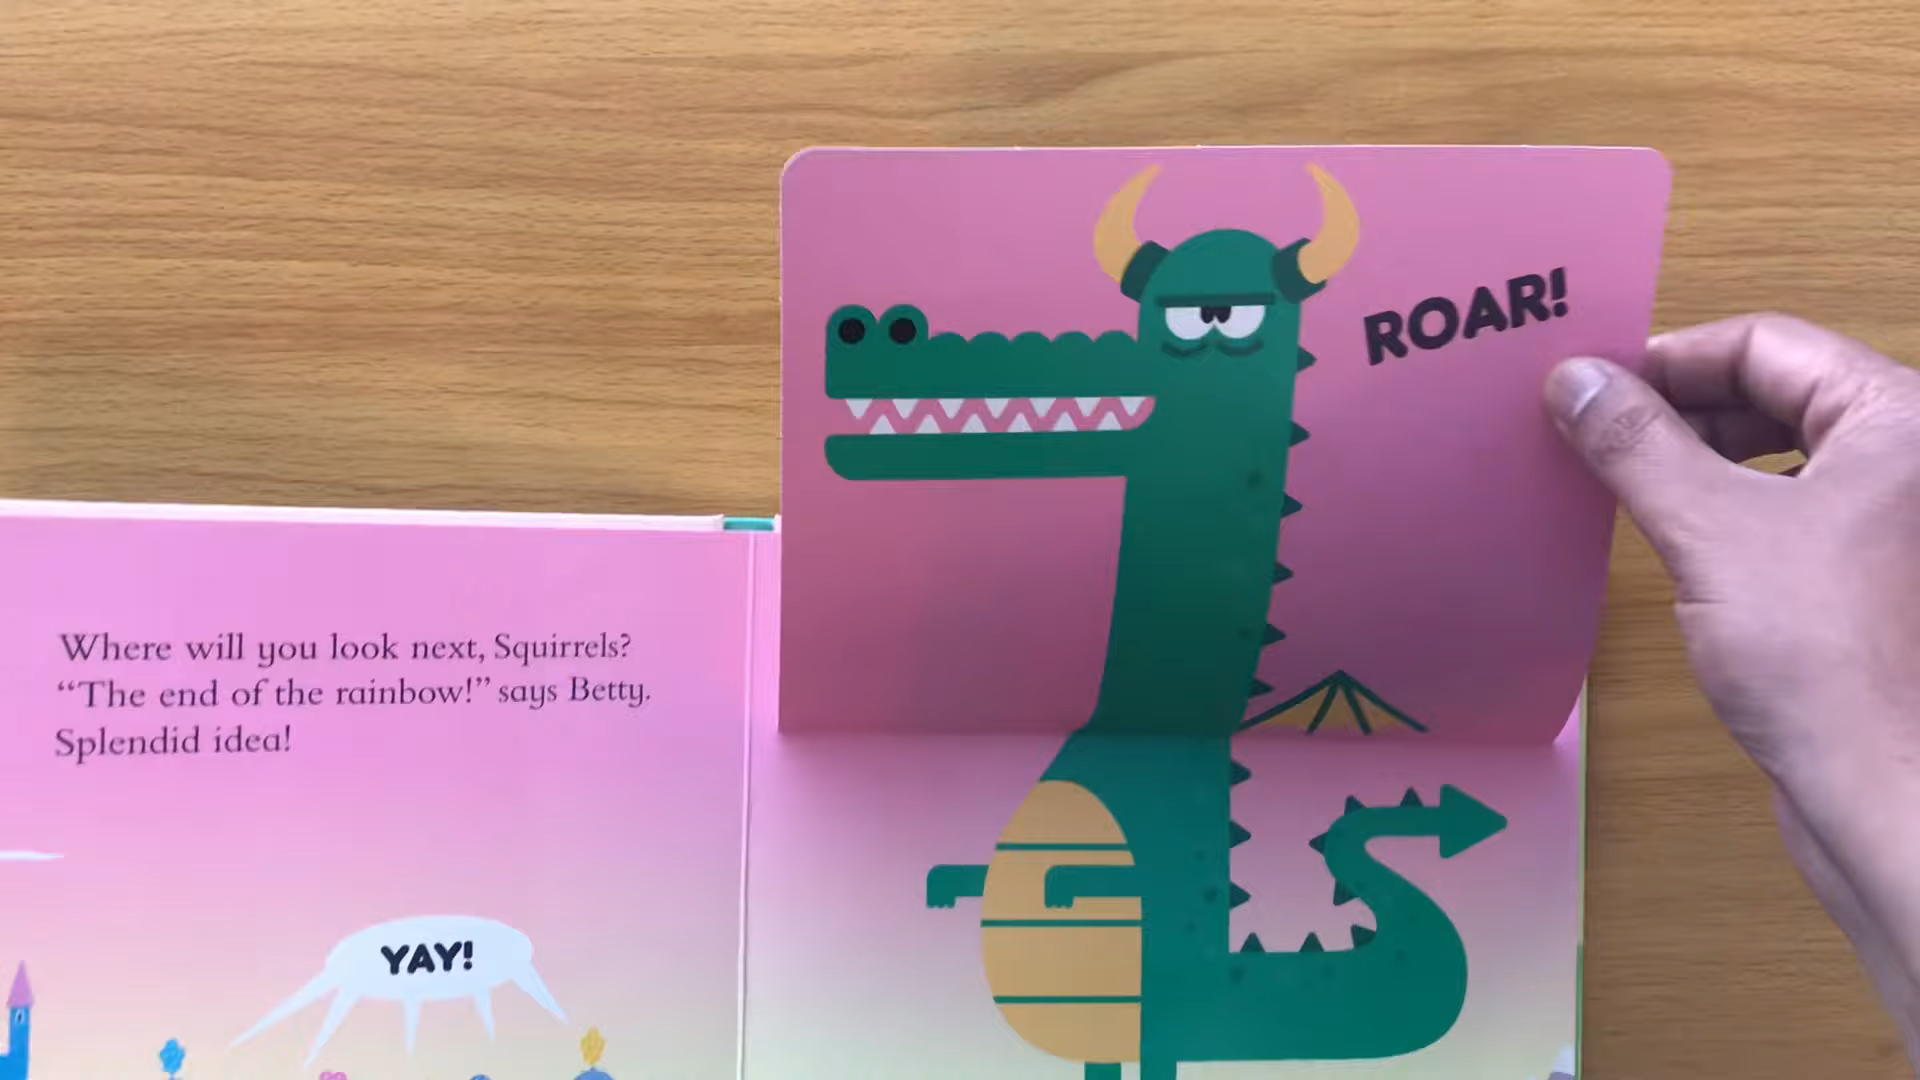 Where will you look next, Squirrels?
“The end of the rainbow!” says Betty.
Splendid idea!
YAY!
ROAR!